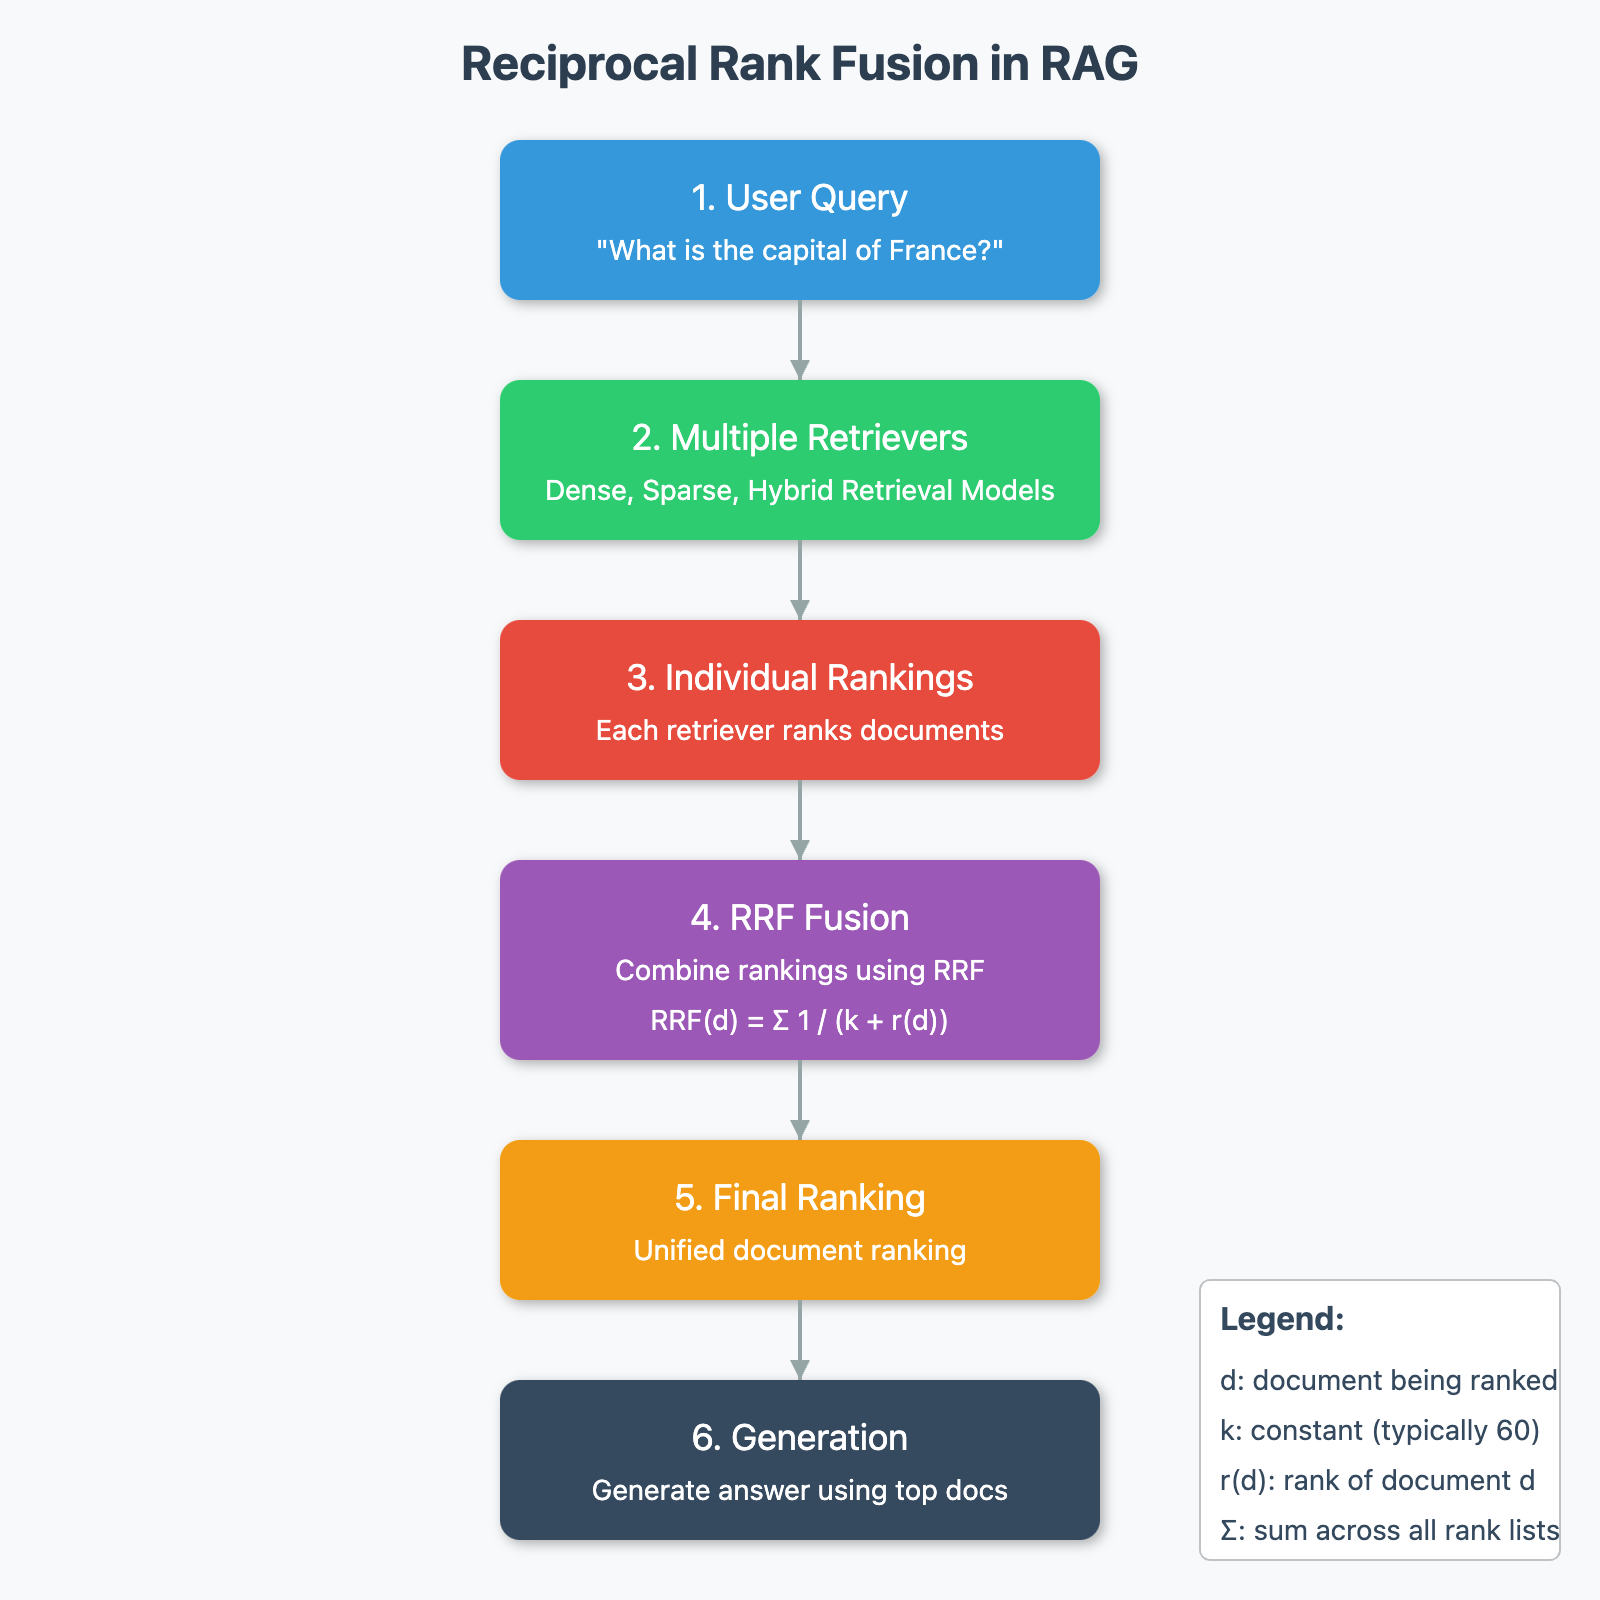 Reciprocal Rank Fusion in RAG
1. User Query
"What is the capital of France?"
2. Multiple Retrievers
Dense, Sparse, Hybrid Retrieval Models
3. Individual Rankings
Each retriever ranks documents
4. RRF Fusion
Combine rankings using RRF
RRF(d) = Σ 1 / (k + r(d))
5. Final Ranking
Unified document ranking
6. Generation
Generate answer using top docs
Legend:
d: document being ranked
k: constant (typically 60)
r(d): rank of document d
Σ: sum across all rank lists